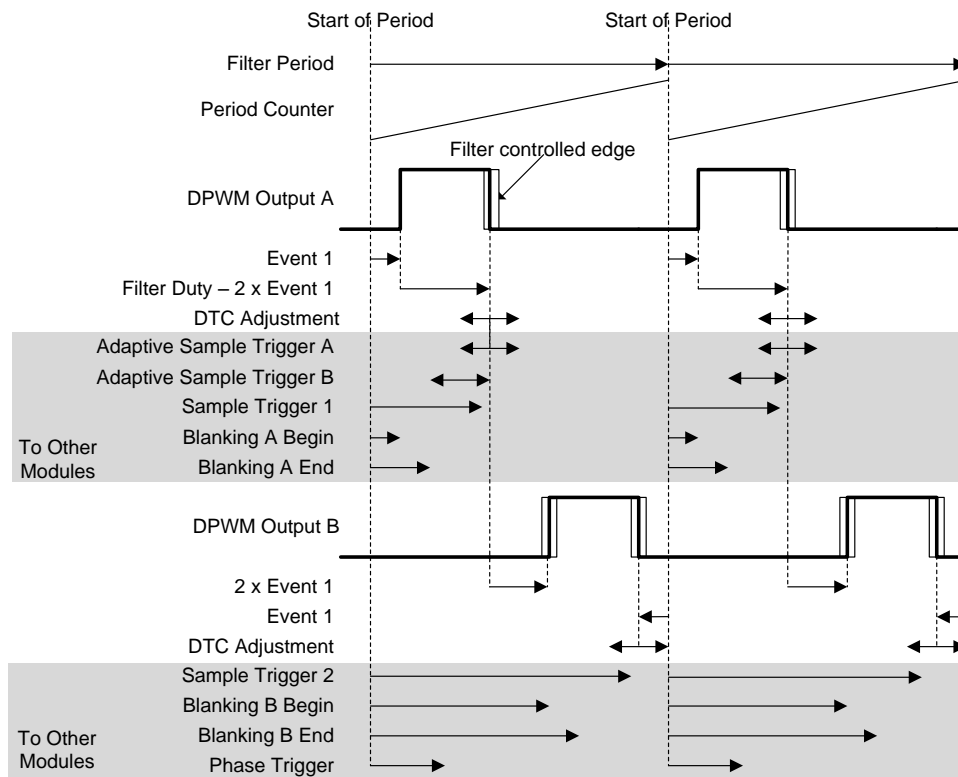 Start of Period
Start of Period
Filter Period
Period Counter
Filter controlled edge
DPWM Output A
Event 1
Filter Duty – 2 x Event 1
DTC Adjustment
Adaptive Sample Trigger A
Adaptive Sample Trigger B
Sample Trigger 1
Blanking A Begin
Blanking A End
To Other
Modules
DPWM Output B
2 x Event 1
Event 1
DTC Adjustment
Sample Trigger 2
Blanking B Begin
Blanking B End
Phase Trigger
To Other
Modules